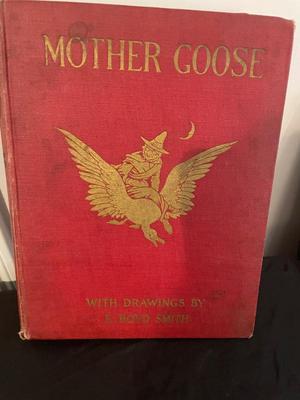 MOTHER GOOSE
WITH DRAWINGS BY
E. BOYD SMITH